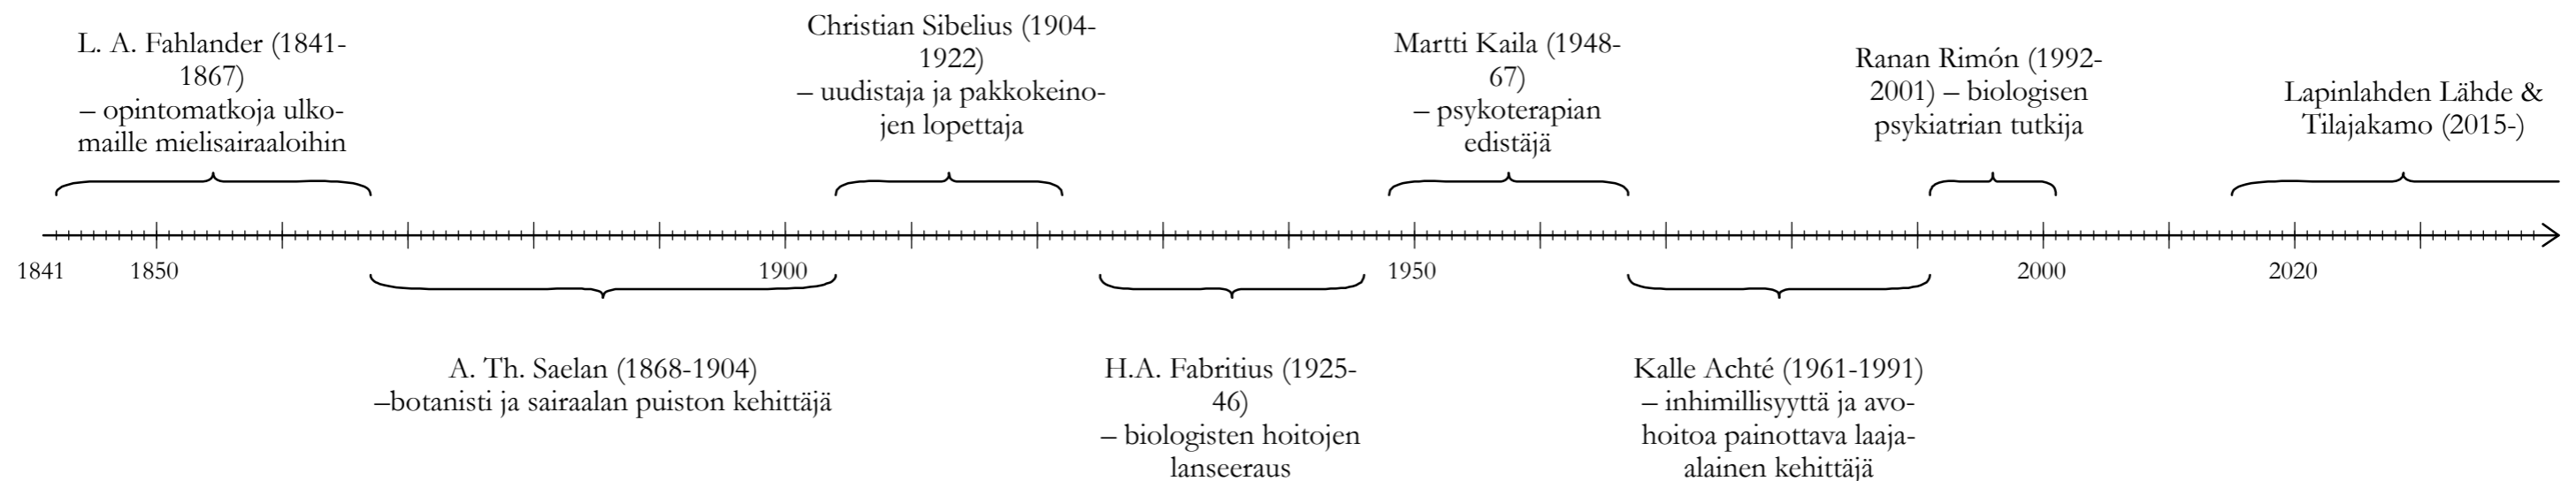 L. A. Fahlander (1841-
1867)
– opintomatkoja ulko-
maille mielisairaaloihin
Christian Sibelius (1904-
1922)
– uudistaja ja pakkokeino-
jen lopettaja
Martti Kaila (1948-
67)
– psykoterapian
edistäjä
Ranan Rimón (1992-
2001) – biologisen
psykiatrian tutkija
Lapinlahden Lähde &
Tilajakamo (2015-)
1841
1850
1900
1950
2000
2020
A. Th. Saelan (1868-1904)
–botanisti ja sairaalan puiston kehittäjä
H.A. Fabritius (1925-
46)
– biologisten hoitojen
lanseeraus
Kalle Achté (1961-1991)
– inhimillisyyttä ja avo-
hoitoa painottava laaja-
alainen kehittäjä